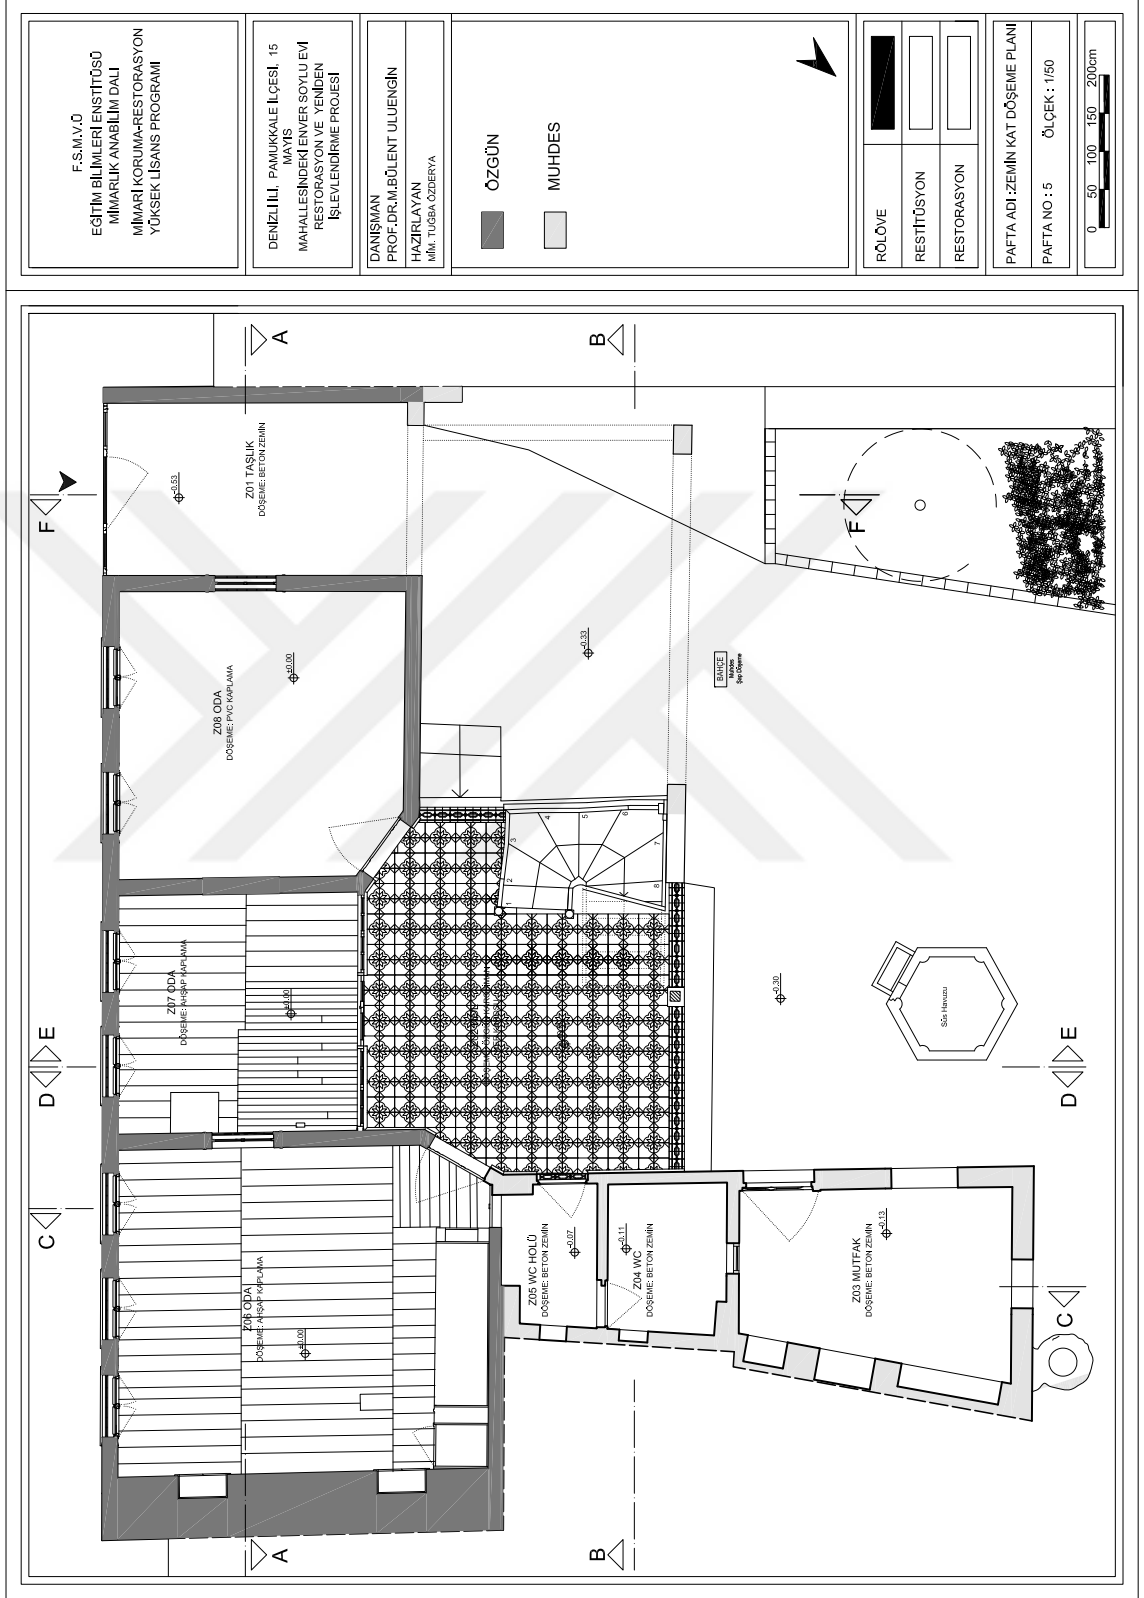 F.S.M.V.Ü
EĞİTİM BİLİMLERİ ENSTİTÜSÜ
MİMARLIK ANABİLİM DALI
MİMARİ KORUMA-RESTORASYON
YÜKSEK LİSANS PROGRAMI
DENİZLİ İLİ, PAMUKKALE İLÇESİ, 15
MAYIS
MAHALLESİNDEKİ ENVER SOYLU EVİ
RESTORASYON VE YENİDEN
İŞLEVLENDİRME PROJESİ
DANIŞMAN
PROF.DR.M.BÜLENT ULUENGİN
HAZIRLAYAN
MİM. TUĞBA ÖZDERYA
ÖZGÜN
MUHDES
RÖLÖVE
RESTİTÜSYON
RESTORASYON
PAFTA ADI :ZEMİN KAT DÖŞEME PLANI
PAFTA NO : 5 ÖLÇEK : 1/50
0 50 100 150 200cm
A
B
F
F
Z01 TAŞLIK
DÖŞEME: BETON ZEMİN
-0.53
Z08 ODA
DÖŞEME: PVC KAPLAMA
±0.00
-0.33
BAHÇE
Muhdes
Şap Döşeme
1
2
3
4
5
6
7
8
Z07 ODA
DÖŞEME: AHŞAP KAPLAMA
±0.00
-0.30
Süs Havuzu
D E
D E
C
C
Z06 ODA
DÖŞEME: AHŞAP KAPLAMA
±0.00
Z05 WC HOLÜ
DÖŞEME: BETON ZEMİN
-0.07
Z04 WC
DÖŞEME: BETON ZEMİN
-0.11
Z03 MUTFAK
DÖŞEME: BETON ZEMİN
-0.13
A
B